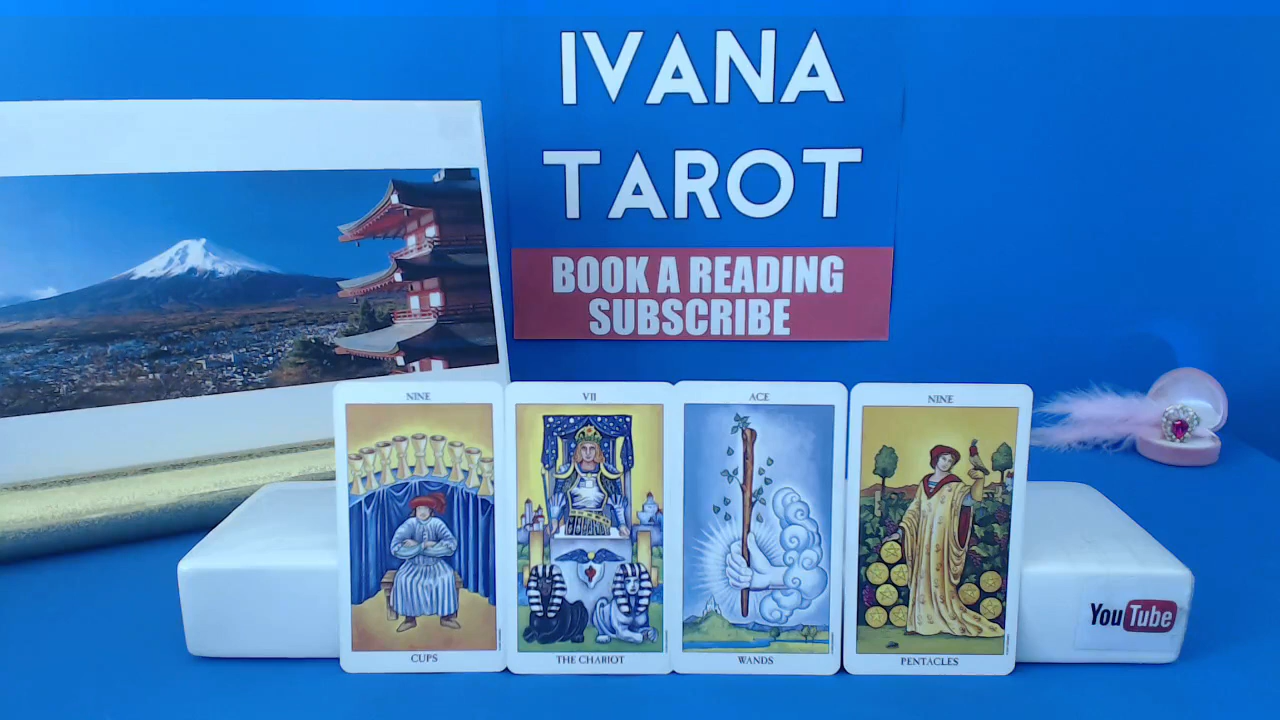 IVANA
TAROT
BOOK A READING
SUBSCRIBE
NINE
CUPS
VII
THE CHARIOT
ACE
WANDS
NINE
PENTACLES
YouTube